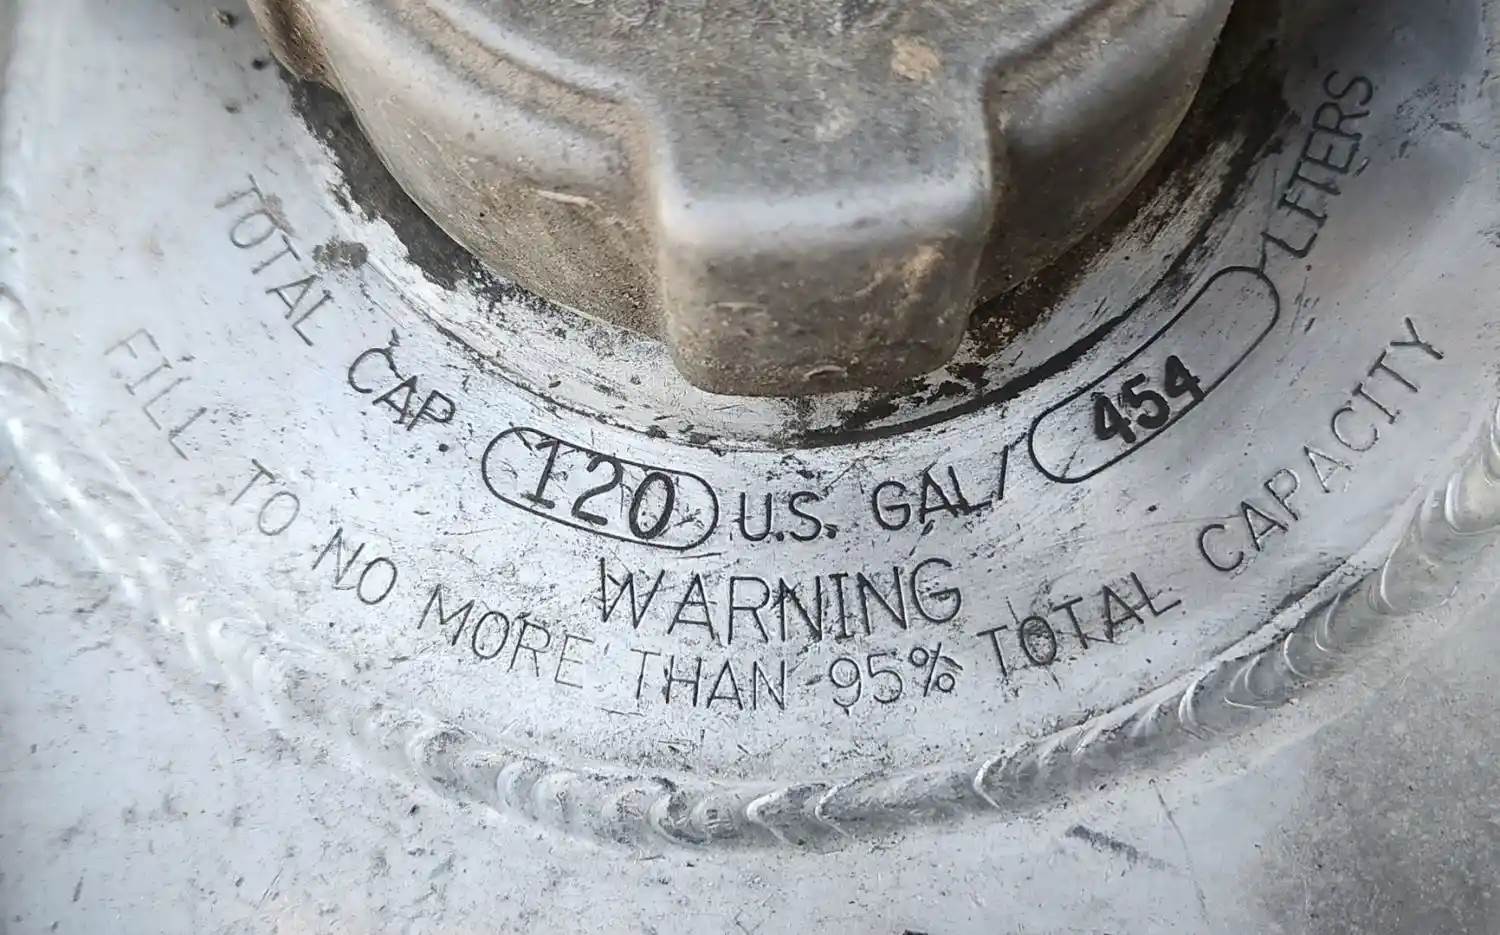 TOTAL CAP. 120 U.S. GAL/ 454 LITERS
WARNING
FILL TO NO MORE THAN 95% TOTAL CAPACITY